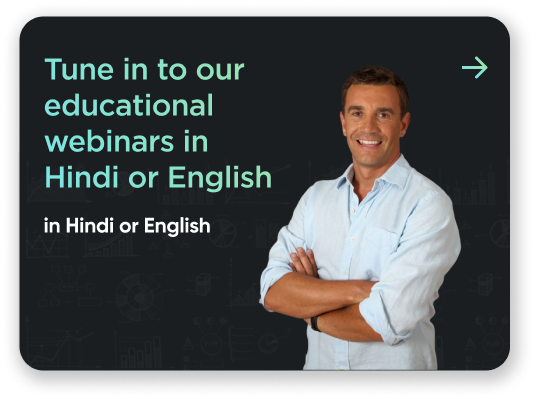 Tune in to our
educational
webinars in
Hindi or English
in Hindi or English